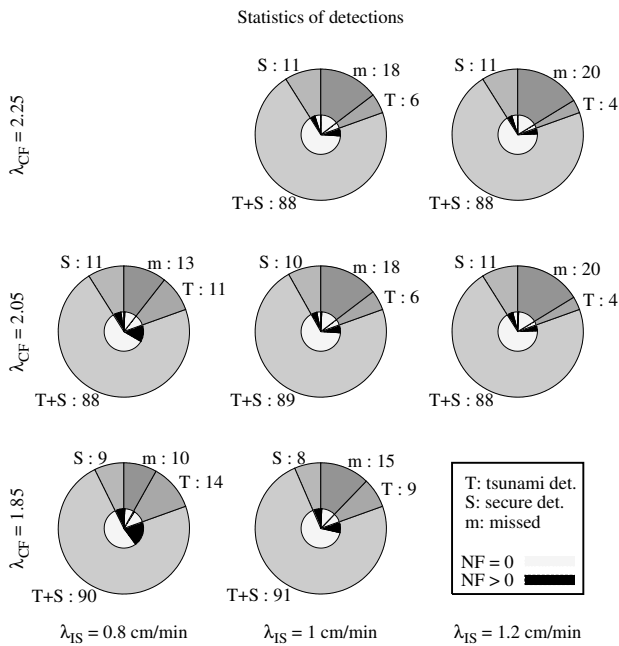 Statistics of detections
λCF = 2.25
S : 11
m : 18
T : 6
T+S : 88
S : 11
m : 20
T : 4
T+S : 88
λCF = 2.05
S : 11
m : 13
T : 11
T+S : 88
S : 10
m : 18
T : 6
T+S : 89
S : 11
m : 20
T : 4
T+S : 88
λCF = 1.85
S : 9
m : 10
T : 14
T+S : 90
S : 8
m : 15
T : 9
T+S : 91
T: tsunami det.
S: secure det.
m: missed
NF = 0
NF > 0
λIS = 0.8 cm/min
λIS = 1 cm/min
λIS = 1.2 cm/min